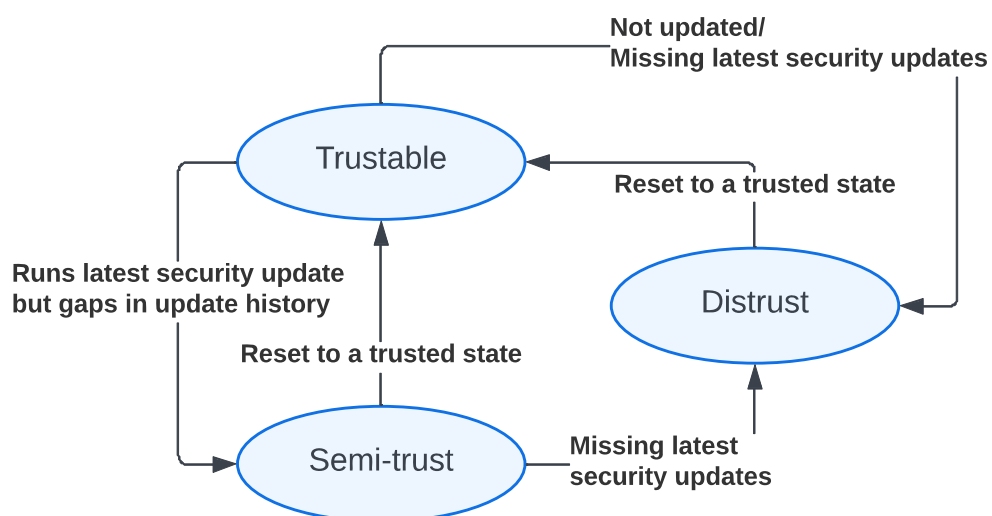 Not updated/
Missing latest security updates
Trustable
Reset to a trusted state
Runs latest security update
but gaps in update history
Distrust
Reset to a trusted state
Semi-trust
Missing latest
security updates